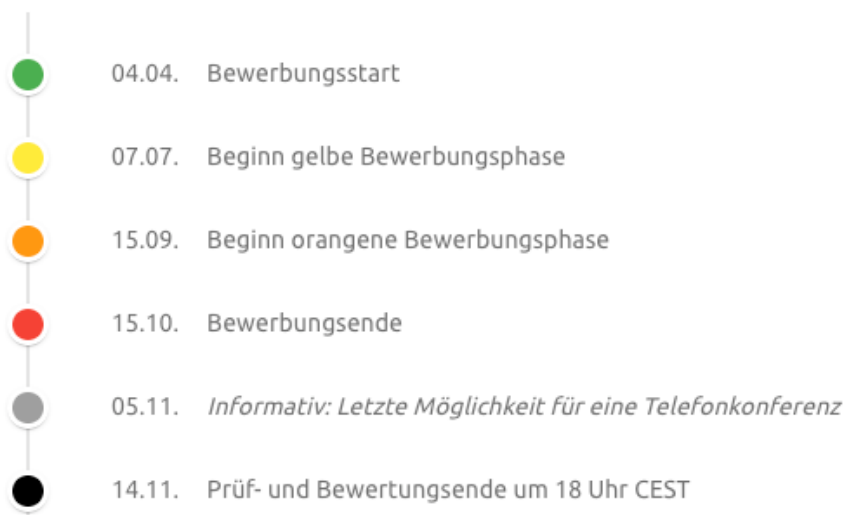 04.04. Bewerbungsstart
07.07. Beginn gelbe Bewerbungsphase
15.09. Beginn orangene Bewerbungsphase
15.10. Bewerbungsende
05.11. Informativ: Letzte Möglichkeit für eine Telefonkonferenz
14.11. Prüf- und Bewertungsende um 18 Uhr CEST